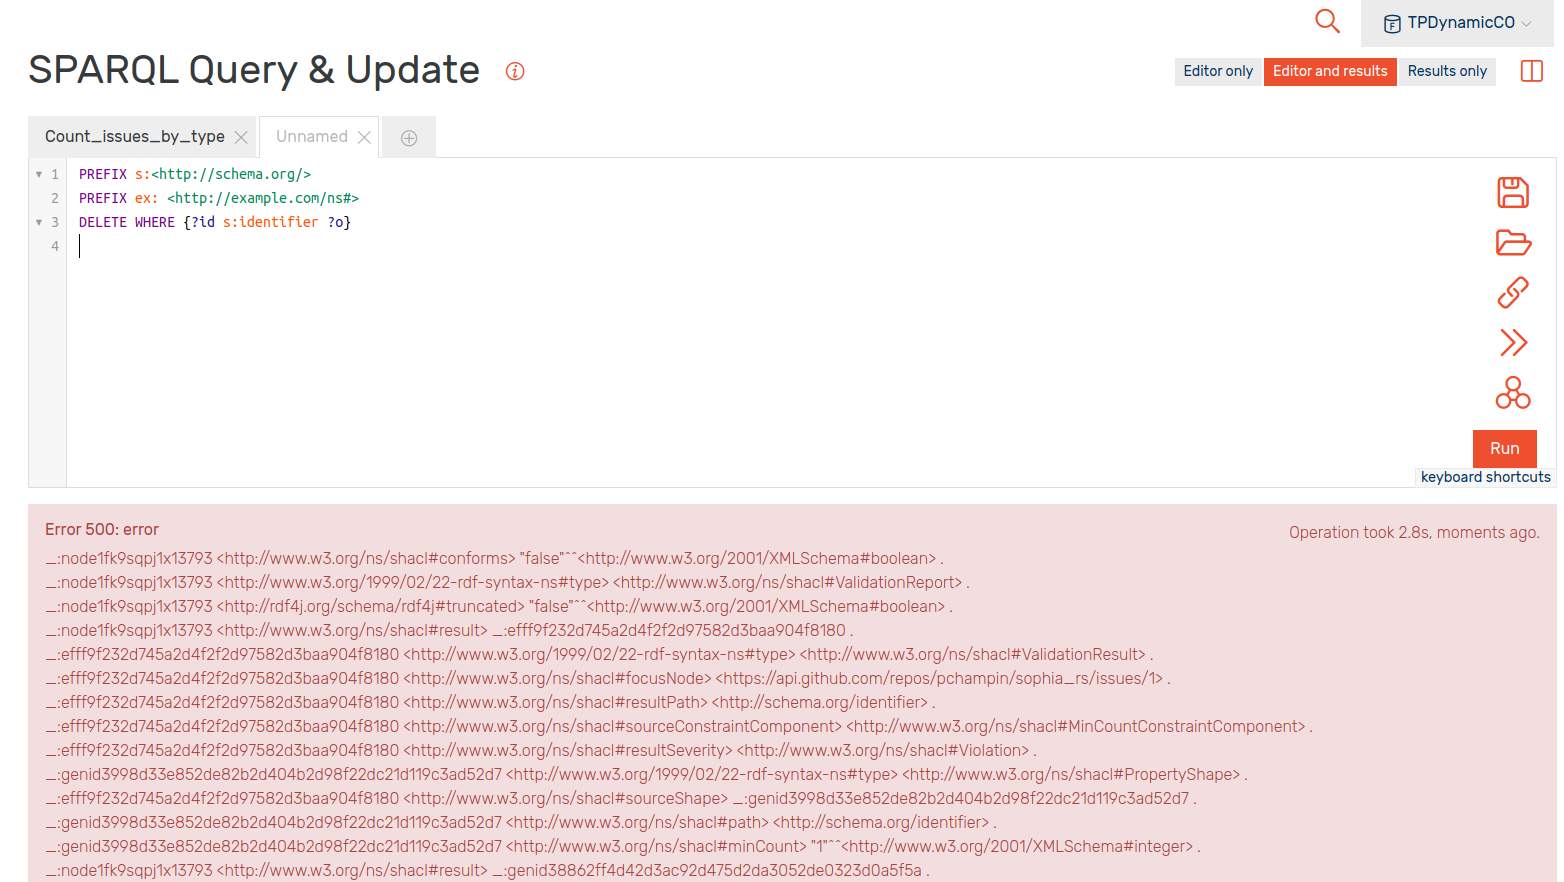 TPDynamicCO
SPARQL Query & Update
Editor only
Editor and results
Results only
Count_issues_by_type
Unnamed
1 PREFIX s:<http://schema.org/>
2 PREFIX ex: <http://example.com/ns#>
3 DELETE WHERE {?id s:identifier ?o}
4
Run
keyboard shortcuts
Error 500: error
Operation took 2.8s, moments ago.
_:node1fk9sqpj1x13793 <http://www.w3.org/ns/shacl#conforms> "false"^^<http://www.w3.org/2001/XMLSchema#boolean> .
_:node1fk9sqpj1x13793 <http://www.w3.org/1999/02/22-rdf-syntax-ns#type> <http://www.w3.org/ns/shacl#ValidationReport> .
_:node1fk9sqpj1x13793 <http://rdf4j.org/schema/rdf4j#truncated> "false"^^<http://www.w3.org/2001/XMLSchema#boolean> .
_:node1fk9sqpj1x13793 <http://www.w3.org/ns/shacl#result> _:efff9f232d745a2d4f2f2d97582d3baa904f8180 .
_:efff9f232d745a2d4f2f2d97582d3baa904f8180 <http://www.w3.org/1999/02/22-rdf-syntax-ns#type> <http://www.w3.org/ns/shacl#ValidationResult> .
_:efff9f232d745a2d4f2f2d97582d3baa904f8180 <http://www.w3.org/ns/shacl#focusNode> <https://api.github.com/repos/pchampin/sophia_rs/issues/1> .
_:efff9f232d745a2d4f2f2d97582d3baa904f8180 <http://www.w3.org/ns/shacl#resultPath> <http://schema.org/identifier> .
_:efff9f232d745a2d4f2f2d97582d3baa904f8180 <http://www.w3.org/ns/shacl#sourceConstraintComponent> <http://www.w3.org/ns/shacl#MinCountConstraintComponent> .
_:efff9f232d745a2d4f2f2d97582d3baa904f8180 <http://www.w3.org/ns/shacl#resultSeverity> <http://www.w3.org/ns/shacl#Violation> .
_:genid3998d33e852de82b2d404b2d98f22dc21d119c3ad52d7 <http://www.w3.org/1999/02/22-rdf-syntax-ns#type> <http://www.w3.org/ns/shacl#PropertyShape> .
_:efff9f232d745a2d4f2f2d97582d3baa904f8180 <http://www.w3.org/ns/shacl#sourceShape> _:genid3998d33e852de82b2d404b2d98f22dc21d119c3ad52d7 .
_:genid3998d33e852de82b2d404b2d98f22dc21d119c3ad52d7 <http://www.w3.org/ns/shacl#path> <http://schema.org/identifier> .
_:genid3998d33e852de82b2d404b2d98f22dc21d119c3ad52d7 <http://www.w3.org/ns/shacl#minCount> "1"^^<http://www.w3.org/2001/XMLSchema#integer> .
_:node1fk9sqpj1x13793 <http://www.w3.org/ns/shacl#result> _:genid38862ff4d42d3ac92d475d2da3052de0323d0a5f5a .